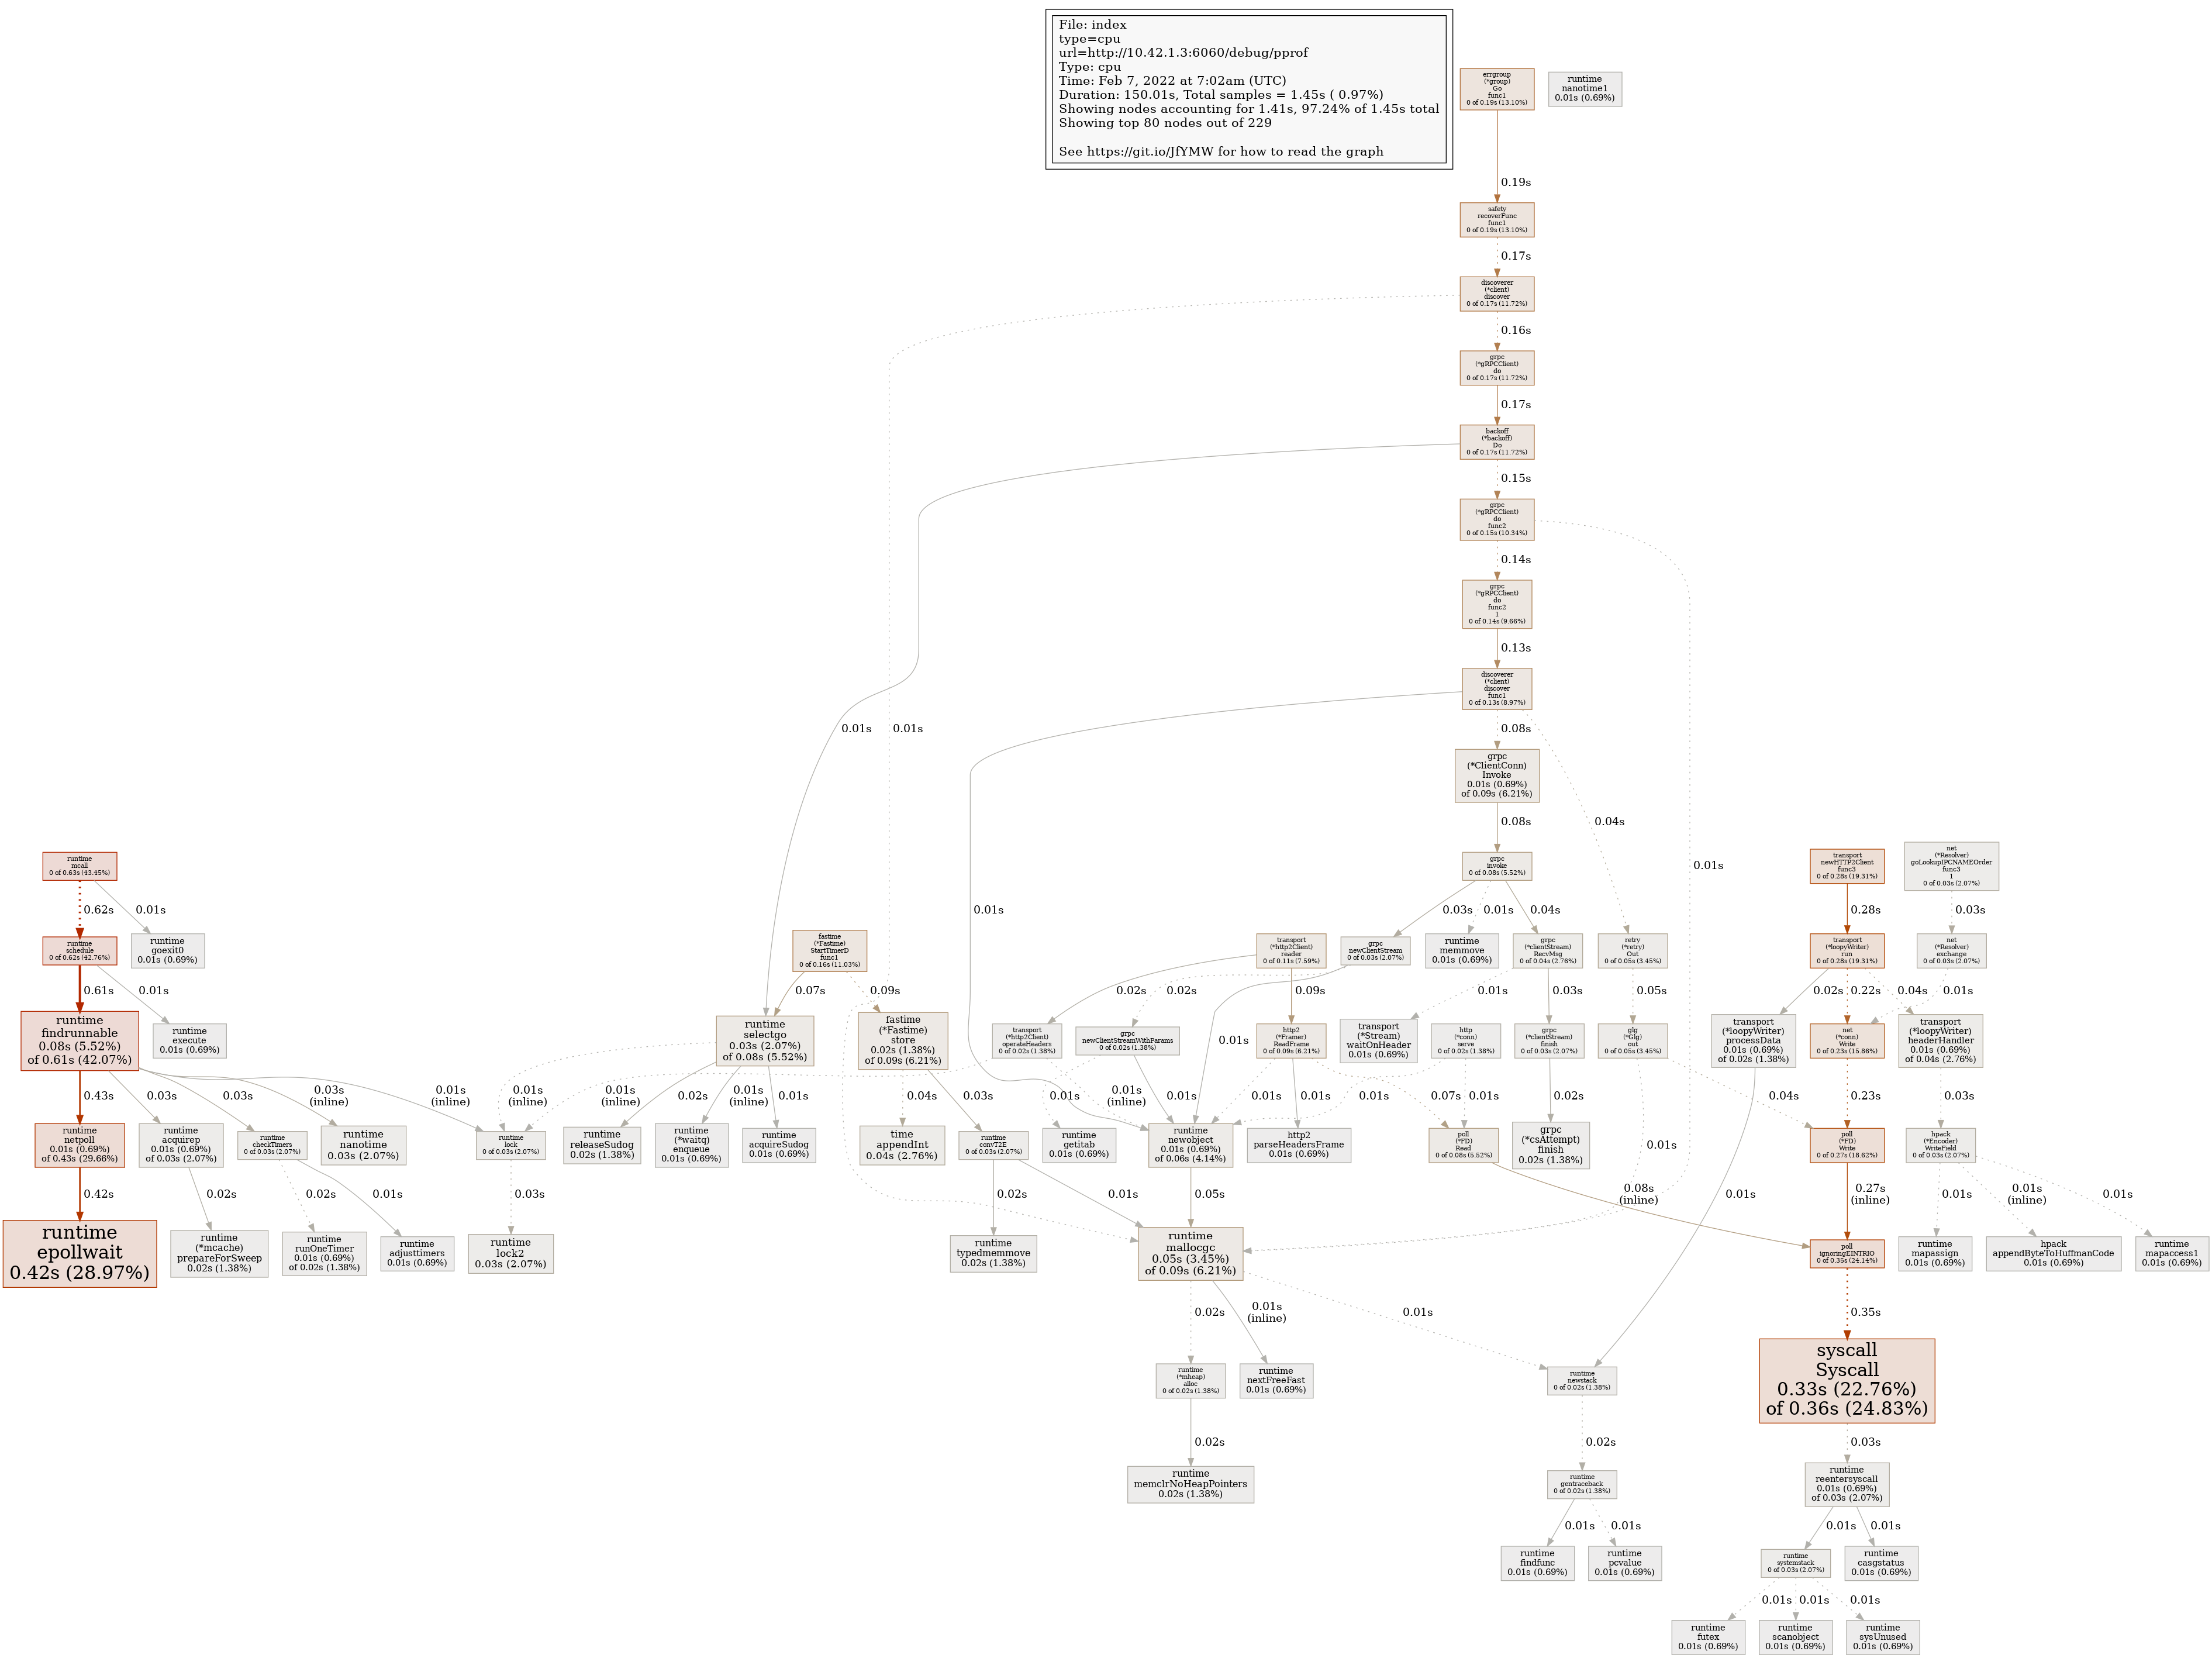 File: index
type=cpu
url=http://10.42.1.3:6060/debug/pprof
Type: cpu
Time: Feb 7, 2022 at 7:02am (UTC)
Duration: 150.01s, Total samples = 1.45s ( 0.97%)
Showing nodes accounting for 1.41s, 97.24% of 1.45s total
Showing top 80 nodes out of 229
See https://git.io/JfYMW for how to read the graph
errgroup
(*group)
Go
func1
0 of 0.19s (13.10%)
runtime
nanotime1
0.01s (0.69%)
0.19s
safety
recoverFunc
func1
0 of 0.19s (13.10%)
0.17s
discoverer
(*client)
discover
0 of 0.17s (11.72%)
0.16s
grpc
(*gRPCClient)
do
0 of 0.17s (11.72%)
0.17s
backoff
(*backoff)
Do
0 of 0.17s (11.72%)
0.15s
grpc
(*gRPCClient)
do
func2
0 of 0.15s (10.34%)
0.14s
grpc
(*gRPCClient)
do
func2
1
0 of 0.14s (9.66%)
0.13s
discoverer
(*client)
discover
func1
0 of 0.13s (8.97%)
0.01s
0.01s
0.08s
grpc
(*ClientConn)
Invoke
0.01s (0.69%)
of 0.09s (6.21%)
0.04s
0.08s
0.01s
runtime
mcall
0 of 0.63s (43.45%)
grpc
invoke
0 of 0.08s (5.52%)
transport
newHTTP2Client
func3
0 of 0.28s (19.31%)
net
(*Resolver)
goLookupIPCNAMEOrder
func3
1
0 of 0.03s (2.07%)
0.62s
0.01s
0.01s
0.03s
0.01s
0.04s
0.28s
0.03s
runtime
schedule
0 of 0.62s (42.76%)
runtime
goexit0
0.01s (0.69%)
fastime
(*Fastime)
StartTimerD
func1
0 of 0.16s (11.03%)
transport
(*http2Client)
reader
0 of 0.11s (7.59%)
grpc
newClientStream
0 of 0.03s (2.07%)
runtime
memmove
0.01s (0.69%)
grpc
(*clientStream)
RecvMsg
0 of 0.04s (2.76%)
retry
(*retry)
Out
0 of 0.05s (3.45%)
transport
(*loopyWriter)
run
0 of 0.28s (19.31%)
net
(*Resolver)
exchange
0 of 0.03s (2.07%)
0.61s
0.01s
0.07s
0.09s
0.02s
0.02s
0.09s
0.01s
0.03s
0.05s
0.02s
0.22s
0.04s
0.01s
runtime
findrunnable
0.08s (5.52%)
of 0.61s (42.07%)
runtime
execute
0.01s (0.69%)
runtime
selectgo
0.03s (2.07%)
of 0.08s (5.52%)
fastime
(*Fastime)
store
0.02s (1.38%)
of 0.09s (6.21%)
transport
(*http2Client)
operateHeaders
0 of 0.02s (1.38%)
grpc
newClientStreamWithParams
0 of 0.02s (1.38%)
0.01s
http2
(*Framer)
ReadFrame
0 of 0.09s (6.21%)
transport
(*Stream)
waitOnHeader
0.01s (0.69%)
http
(*conn)
serve
0 of 0.02s (1.38%)
grpc
(*clientStream)
finish
0 of 0.03s (2.07%)
glg
(*Glg)
out
0 of 0.05s (3.45%)
transport
(*loopyWriter)
processData
0.01s (0.69%)
of 0.02s (1.38%)
net
(*conn)
Write
0 of 0.23s (15.86%)
transport
(*loopyWriter)
headerHandler
0.01s (0.69%)
of 0.04s (2.76%)
0.43s
0.03s
0.03s
0.03s
(inline)
0.01s
(inline)
0.01s
(inline)
0.01s
(inline)
0.02s
0.01s
(inline)
0.01s
0.04s
0.03s
0.01s
0.01s
(inline)
0.01s
0.01s
0.01s
0.01s
0.07s
0.01s
0.02s
0.04s
0.23s
0.03s
runtime
netpoll
0.01s (0.69%)
of 0.43s (29.66%)
runtime
acquirep
0.01s (0.69%)
of 0.03s (2.07%)
runtime
checkTimers
0 of 0.03s (2.07%)
runtime
nanotime
0.03s (2.07%)
runtime
lock
0 of 0.03s (2.07%)
runtime
releaseSudog
0.02s (1.38%)
runtime
(*waitq)
enqueue
0.01s (0.69%)
runtime
acquireSudog
0.01s (0.69%)
time
appendInt
0.04s (2.76%)
runtime
convT2E
0 of 0.03s (2.07%)
runtime
getitab
0.01s (0.69%)
runtime
newobject
0.01s (0.69%)
of 0.06s (4.14%)
http2
parseHeadersFrame
0.01s (0.69%)
poll
(*FD)
Read
0 of 0.08s (5.52%)
grpc
(*csAttempt)
finish
0.02s (1.38%)
0.01s
poll
(*FD)
Write
0 of 0.27s (18.62%)
hpack
(*Encoder)
WriteField
0 of 0.03s (2.07%)
0.42s
0.02s
0.02s
0.01s
0.03s
0.02s
0.01s
0.05s
0.08s
(inline)
0.01s
0.27s
(inline)
0.01s
0.01s
(inline)
0.01s
runtime
epollwait
0.42s (28.97%)
runtime
(*mcache)
prepareForSweep
0.02s (1.38%)
runtime
runOneTimer
0.01s (0.69%)
of 0.02s (1.38%)
runtime
adjusttimers
0.01s (0.69%)
runtime
lock2
0.03s (2.07%)
runtime
typedmemmove
0.02s (1.38%)
runtime
mallocgc
0.05s (3.45%)
of 0.09s (6.21%)
poll
ignoringEINTRIO
0 of 0.35s (24.14%)
runtime
mapassign
0.01s (0.69%)
hpack
appendByteToHuffmanCode
0.01s (0.69%)
runtime
mapaccess1
0.01s (0.69%)
0.02s
0.01s
(inline)
0.01s
0.35s
runtime
(*mheap)
alloc
0 of 0.02s (1.38%)
runtime
nextFreeFast
0.01s (0.69%)
runtime
newstack
0 of 0.02s (1.38%)
syscall
Syscall
0.33s (22.76%)
of 0.36s (24.83%)
0.02s
0.02s
0.03s
runtime
memclrNoHeapPointers
0.02s (1.38%)
runtime
gentraceback
0 of 0.02s (1.38%)
runtime
reentersyscall
0.01s (0.69%)
of 0.03s (2.07%)
0.01s
0.01s
0.01s
0.01s
runtime
findfunc
0.01s (0.69%)
runtime
pcvalue
0.01s (0.69%)
runtime
systemstack
0 of 0.03s (2.07%)
runtime
casgstatus
0.01s (0.69%)
0.01s
0.01s
0.01s
runtime
futex
0.01s (0.69%)
runtime
scanobject
0.01s (0.69%)
runtime
sysUnused
0.01s (0.69%)